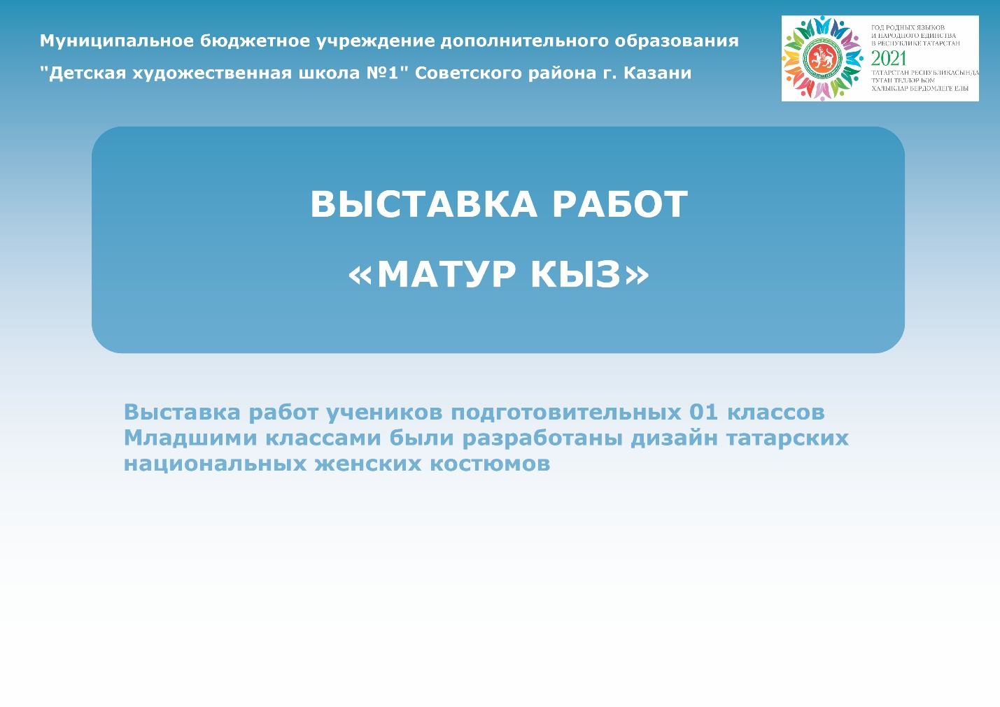 Муниципальное бюджетное учреждение дополнительного образования
"Детская художественная школа №1" Советского района г. Казани
ГОД РОДНЫХ ЯЗЫКОВ
И НАРОДНОГО ЕДИНСТВА
В РЕСПУБЛИКЕ ТАТАРСТАН
2021
ТАТАРСТАН РЕСПУБЛИКАСЫНДА
ТУГАН ТЕЛЛӘР ҺӘМ
ХАЛЫКЛАР БЕРДӘМЛЕГЕ ЕЛЫ
ВЫСТАВКА РАБОТ
«МАТУР КЫЗ»
Выставка работ учеников подготовительных 01 классов
Младшими классами были разработаны дизайн татарских
национальных женских костюмов